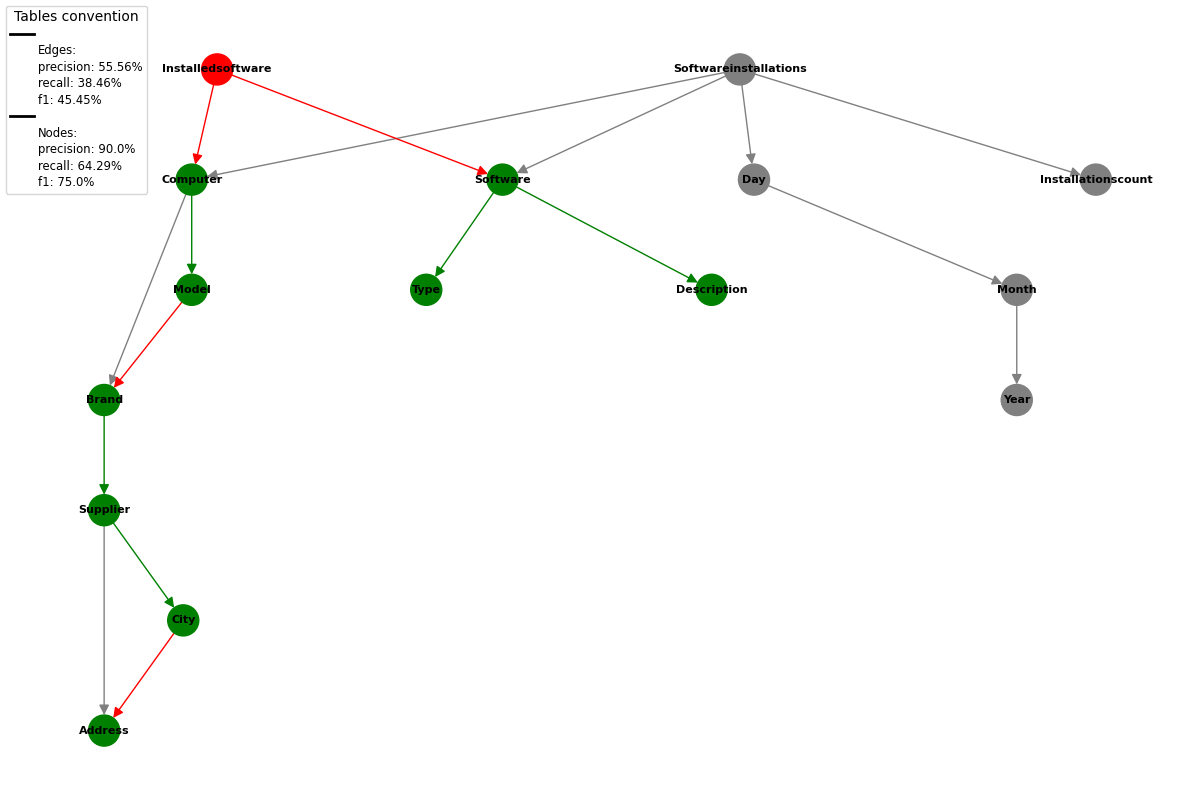 Tables convention
Edges:
precision: 55.56%
recall: 38.46%
f1: 45.45%
Nodes:
precision: 90.0%
recall: 64.29%
f1: 75.0%
Installedsoftware
Softwareinstallations
Computer
Software
Day
Installationscount
Model
Type
Description
Month
Brand
Year
Supplier
City
Address